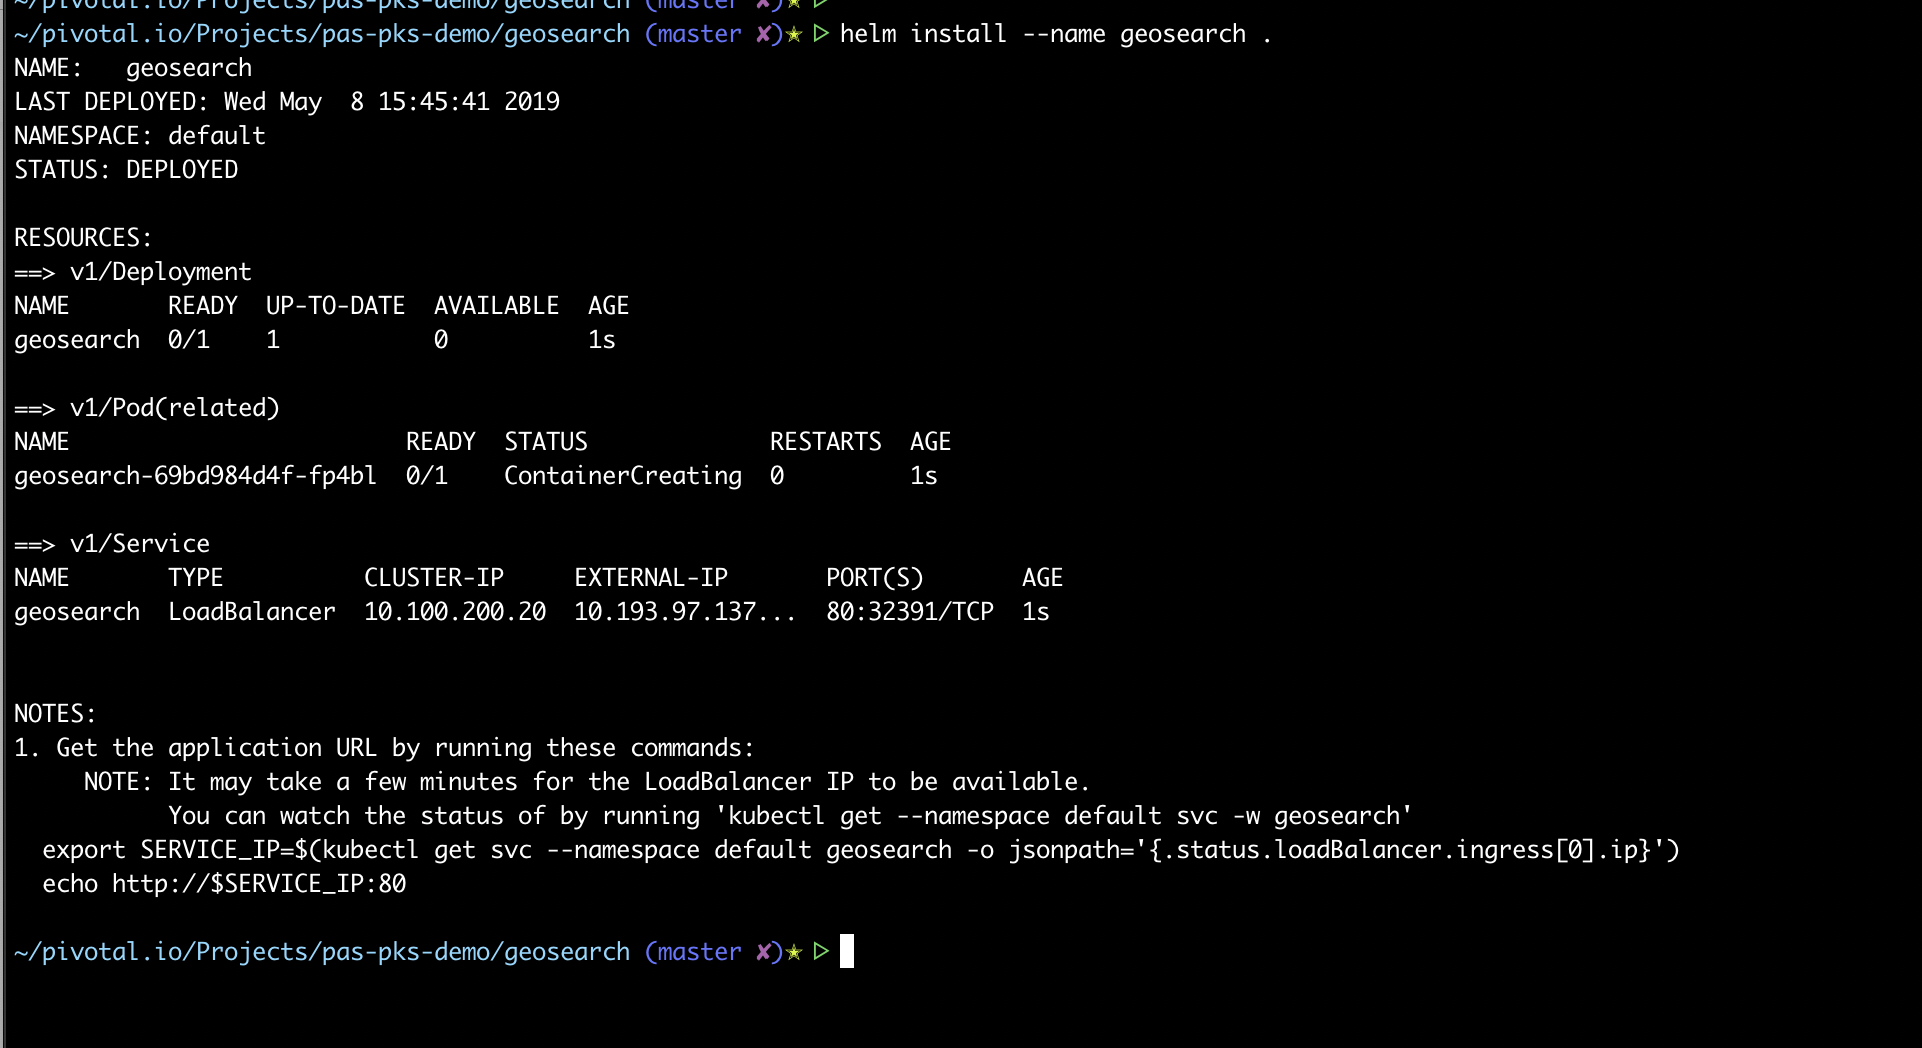 ~/pivotal.io/Projects/pas-pks-demo/geosearch (master ✘)✭ ▷
~/pivotal.io/Projects/pas-pks-demo/geosearch (master ✘)✭ ▷ helm install --name geosearch .
NAME:   geosearch
LAST DEPLOYED: Wed May  8 15:45:41 2019
NAMESPACE: default
STATUS: DEPLOYED

RESOURCES:
==> v1/Deployment
NAME       READY  UP-TO-DATE  AVAILABLE  AGE
geosearch  0/1    1           0          1s

==> v1/Pod(related)
NAME                        READY  STATUS             RESTARTS  AGE
geosearch-69bd984d4f-fp4bl  0/1    ContainerCreating  0         1s

==> v1/Service
NAME       TYPE          CLUSTER-IP     EXTERNAL-IP       PORT(S)       AGE
geosearch  LoadBalancer  10.100.200.20  10.193.97.137...  80:32391/TCP  1s


NOTES:
1. Get the application URL by running these commands:
     NOTE: It may take a few minutes for the LoadBalancer IP to be available.
           You can watch the status of by running 'kubectl get --namespace default svc -w geosearch'
  export SERVICE_IP=$(kubectl get svc --namespace default geosearch -o jsonpath='{.status.loadBalancer.ingress[0].ip}')
  echo http://$SERVICE_IP:80

~/pivotal.io/Projects/pas-pks-demo/geosearch (master ✘)✭ ▷